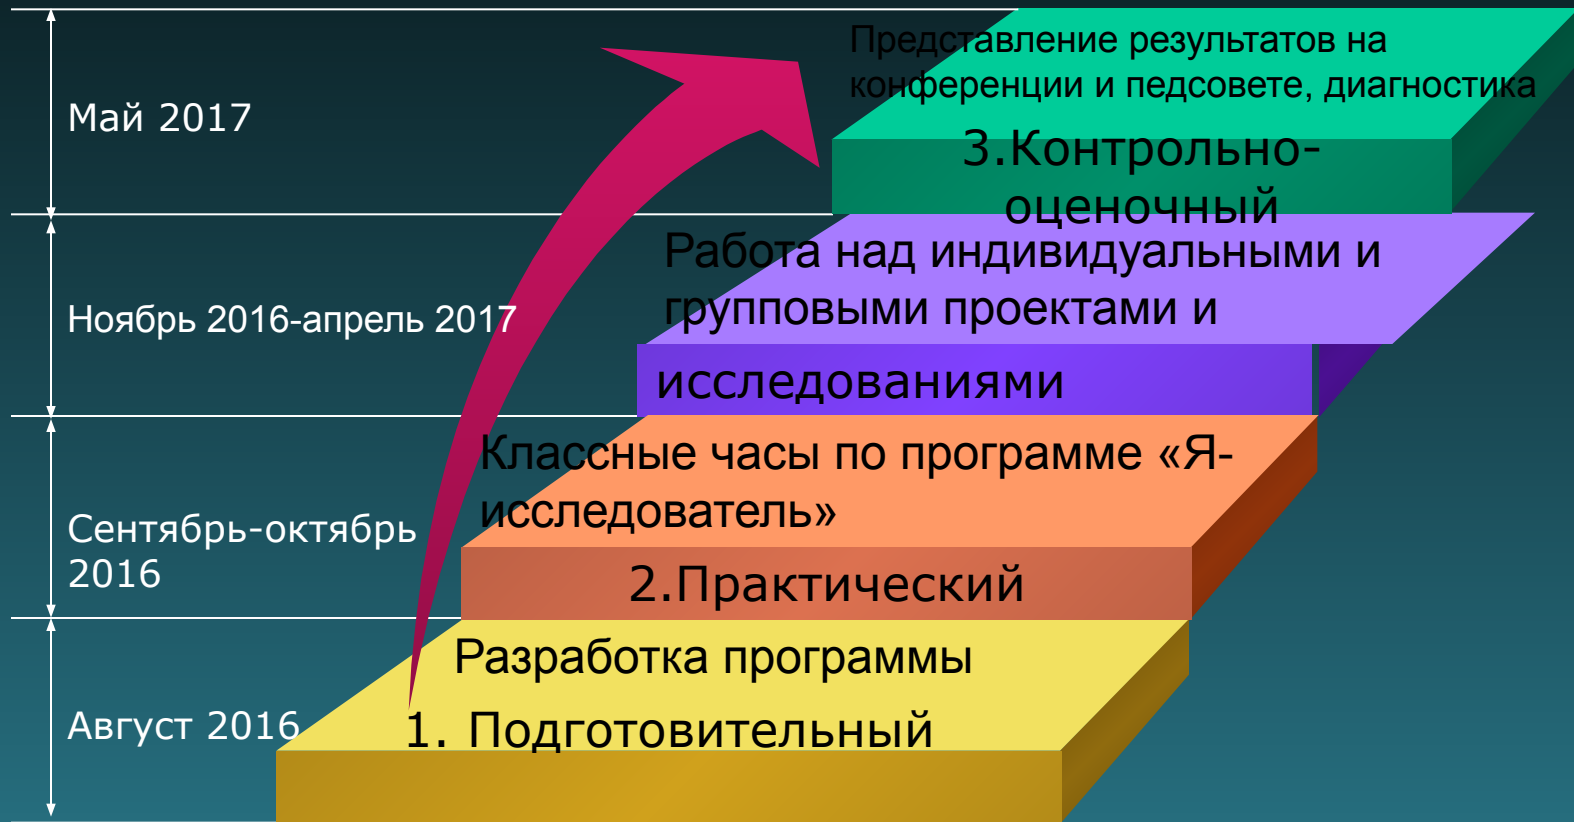 Май 2017
Представление результатов на
конференции и педсовете, диагностика
3.Контрольно-
оценочный
Ноябрь 2016-апрель 2017
Работа над индивидуальными и
групповыми проектами и
исследованиями
Сентябрь-октябрь
2016
Классные часы по программе «Я-
исследователь»
2.Практический
Август 2016
Разработка программы
1. Подготовительный